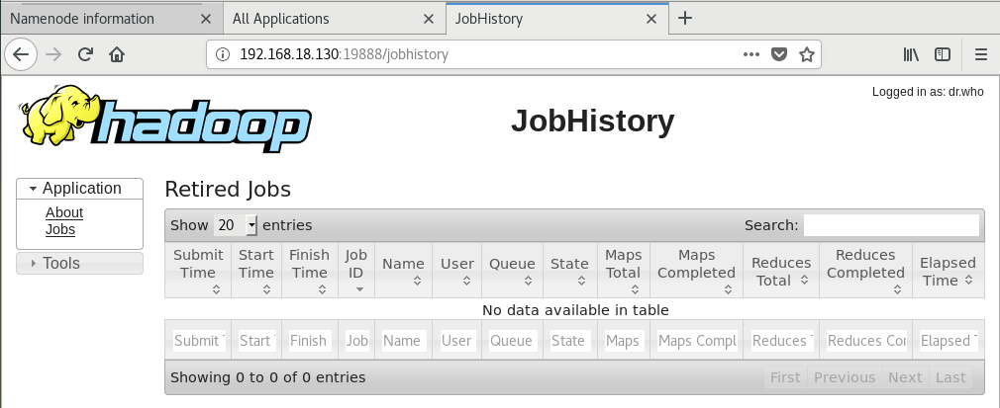 Namenode information
All Applications
JobHistory
192.168.18.130:19888/jobhistory
Logged in as: dr.who
hadoop
JobHistory
Application
About
Jobs
Tools
Retired Jobs
Show 20 entries
Search:
Submit Time
Start Time
Finish Time
Job ID
Name
User
Queue
State
Maps Total
Maps Completed
Reduces Total
Reduces Completed
Elapsed Time
No data available in table
Submit
Start
Finish
Job
Name
User
Queue
State
Maps
Maps Compl
Reduces
Reduces Co
Elapsed
Showing 0 to 0 of 0 entries
First Previous Next Last